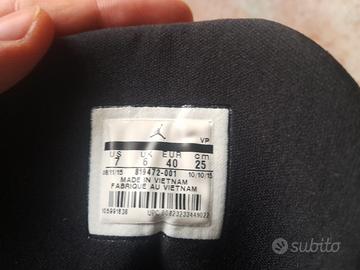 VP
US UK EUR cm
7 6 40 25
08/11/15 819472-001 10/10/15
MADE IN VIETNAM
FABRIQUÉ AU VIETNAM
subito